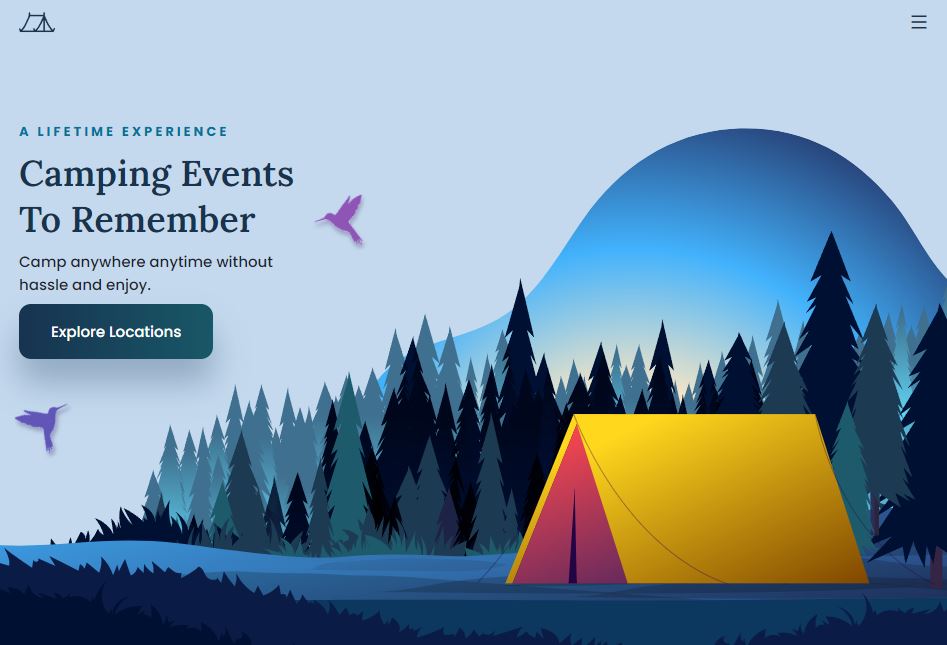 A LIFETIME EXPERIENCE
Camping Events
To Remember
Camp anywhere anytime without
hassle and enjoy.
Explore Locations